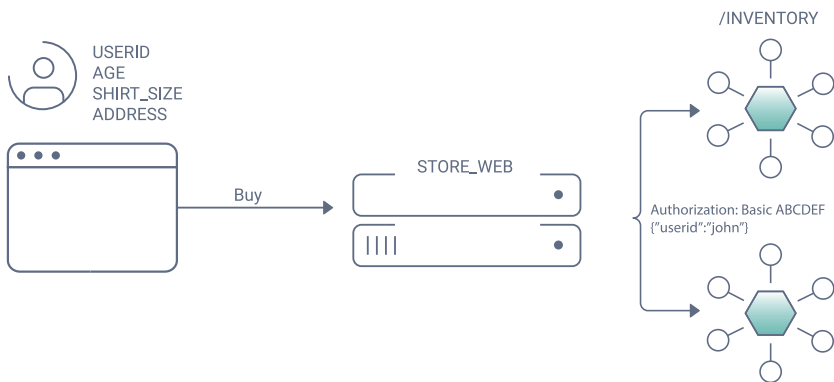 /INVENTORY
USERID
AGE
SHIRT_SIZE
ADDRESS
STORE_WEB
Buy
Authorization: Basic ABCDEF
{"userid":"john"}